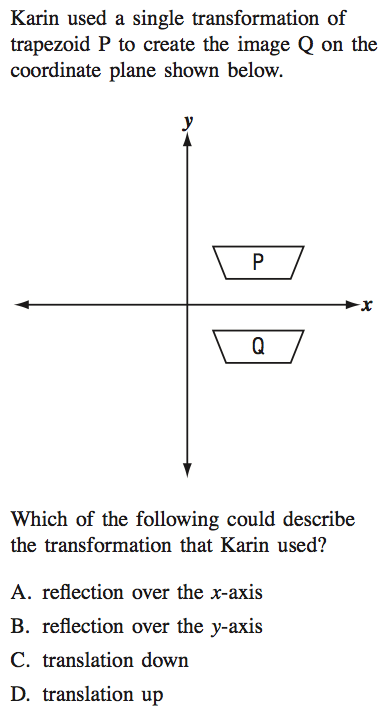 Karin used a single transformation of
trapezoid P to create the image Q on the
coordinate plane shown below.
y
P
x
Q
Which of the following could describe
the transformation that Karin used?
A. reflection over the x-axis
B. reflection over the y-axis
C. translation down
D. translation up